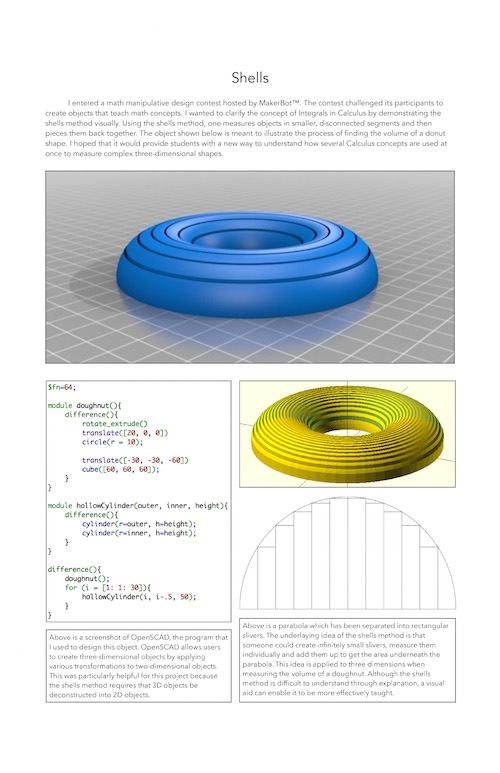 Shells
I entered a math manipulative design contest hosted by MakerBot™. The contest challenged its participants to
create objects that teach math concepts. I wanted to clarify the concept of Integrals in Calculus by demonstrating the
shells method visually. Using the shells method, one measures objects in smaller, disconnected segments and then
pieces them back together. The object shown below is meant to illustrate the process of finding the volume of a donut
shape. I hoped that it would provide students with a new way to understand how several Calculus concepts are used at
once to measure complex three-dimensional shapes.
$fn=64;
module doughnut(){
difference(){
rotate_extrude()
translate([20, 0, 0])
circle(r = 10);
translate([-30, -30, -60])
cube([60, 60, 60]);
}
}
module hollowCylinder(outer, inner, height){
difference(){
cylinder(r=outer, h=height);
cylinder(r=inner, h=height);
}
}
difference(){
doughnut();
for (i = [1: 1: 30]){
hollowCylinder(i, i-.5, 50);
}
}
Above is a screenshot of OpenSCAD, the program that
I used to design this object. OpenSCAD allows users
to create three-dimensional objects by applying
various transformations to two-dimensional objects.
This was particularly helpful for this project because
the shells method requires that 3D objects be
deconstructed into 2D objects.
Above is a parabola which has been separated into rectangular
slivers. The underlaying idea of the shells method is that
someone could create infinitely small slivers, measure them
individually and add them up to get the area underneath the
parabola. This idea is applied to three dimensions when
measuring the volume of a doughnut. Although the shells
method is difficult to understand through explanation, a visual
aid can enable it to be more effectively taught.